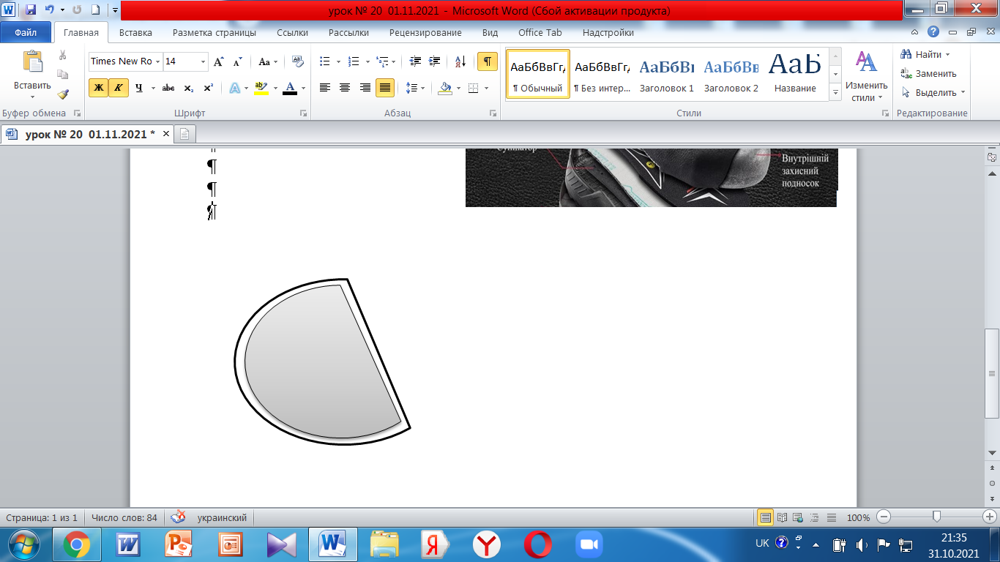 урок № 20 01.11.2021 - Microsoft Word (Сбой активации продукта)
Файл Главная Вставка Разметка страницы Ссылки Рассылки Рецензирование Вид Office Tab Надстройки
Вставить
Буфер обмена
Times New Ro 14
Ж К Ч abc x₂ x²
Шрифт
Абзац
АаБбВвГг, АаБбВвГг, АаБбВı АаБбВв АаБ
¶ Обычный ¶ Без интер... Заголовок 1 Заголовок 2 Название
Стили
Изменить стили
Найти
Заменить
Выделить
Редактирование
урок № 20 01.11.2021 *
Внутрішній
захисний
подносок
Страница: 1 из 1 Число слов: 84 украинский 100%
UK 21:35
31.10.2021